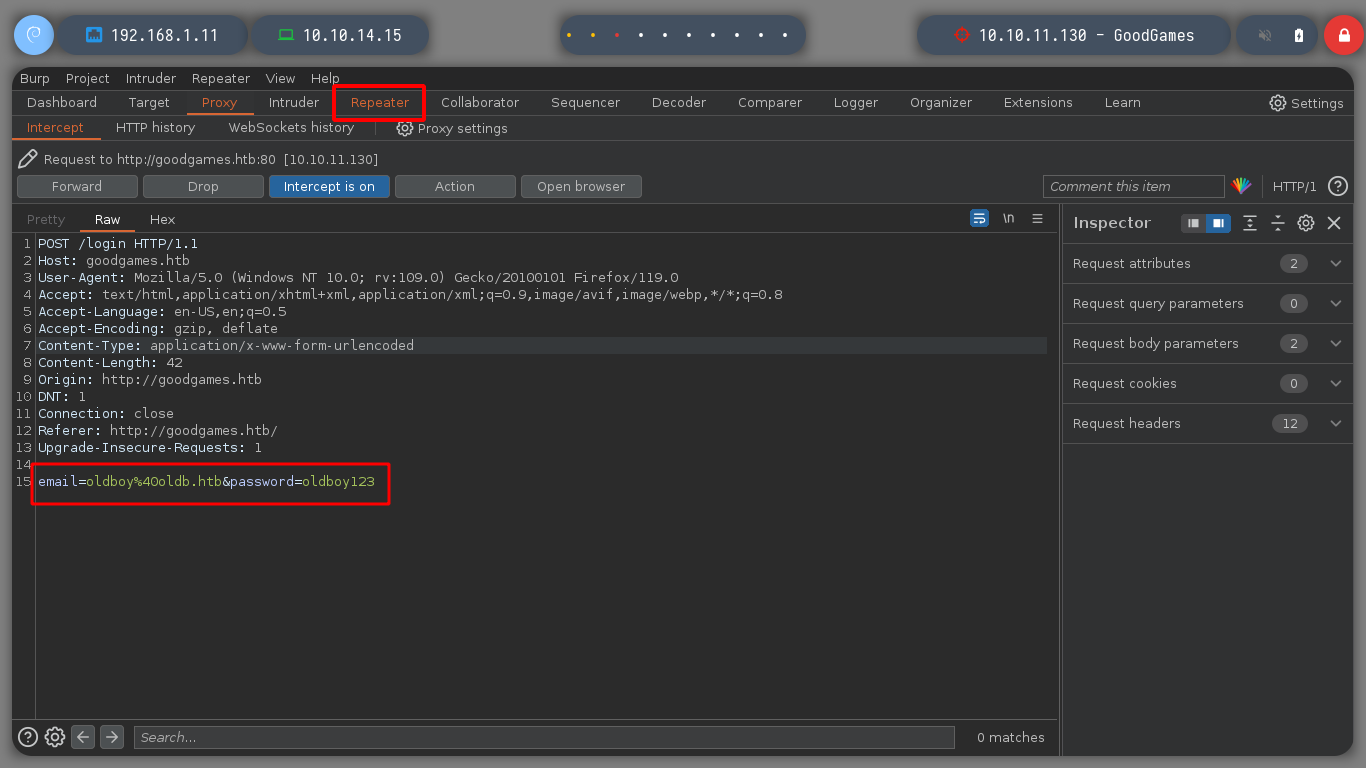 192.168.1.11 10.10.14.15 10.10.11.130 - GoodGames
Burp Project Intruder Repeater View Help
Dashboard Target Proxy Intruder Repeater Collaborator Sequencer Decoder Comparer Logger Organizer Extensions Learn Settings
Intercept HTTP history WebSockets history Proxy settings
Request to http://goodgames.htb:80 [10.10.11.130]
Forward Drop Intercept is on Action Open browser Comment this item HTTP/1 ?
Pretty Raw Hex \n
Inspector
1 POST /login HTTP/1.1
2 Host: goodgames.htb
3 User-Agent: Mozilla/5.0 (Windows NT 10.0; rv:109.0) Gecko/20100101 Firefox/119.0
4 Accept: text/html,application/xhtml+xml,application/xml;q=0.9,image/avif,image/webp,*/*;q=0.8
5 Accept-Language: en-US,en;q=0.5
6 Accept-Encoding: gzip, deflate
7 Content-Type: application/x-www-form-urlencoded
8 Content-Length: 42
9 Origin: http://goodgames.htb
10 DNT: 1
11 Connection: close
12 Referer: http://goodgames.htb/
13 Upgrade-Insecure-Requests: 1
14
15 email=oldboy%40oldb.htb&password=oldboy123
Request attributes 2
Request query parameters 0
Request body parameters 2
Request cookies 0
Request headers 12
? Search... 0 matches